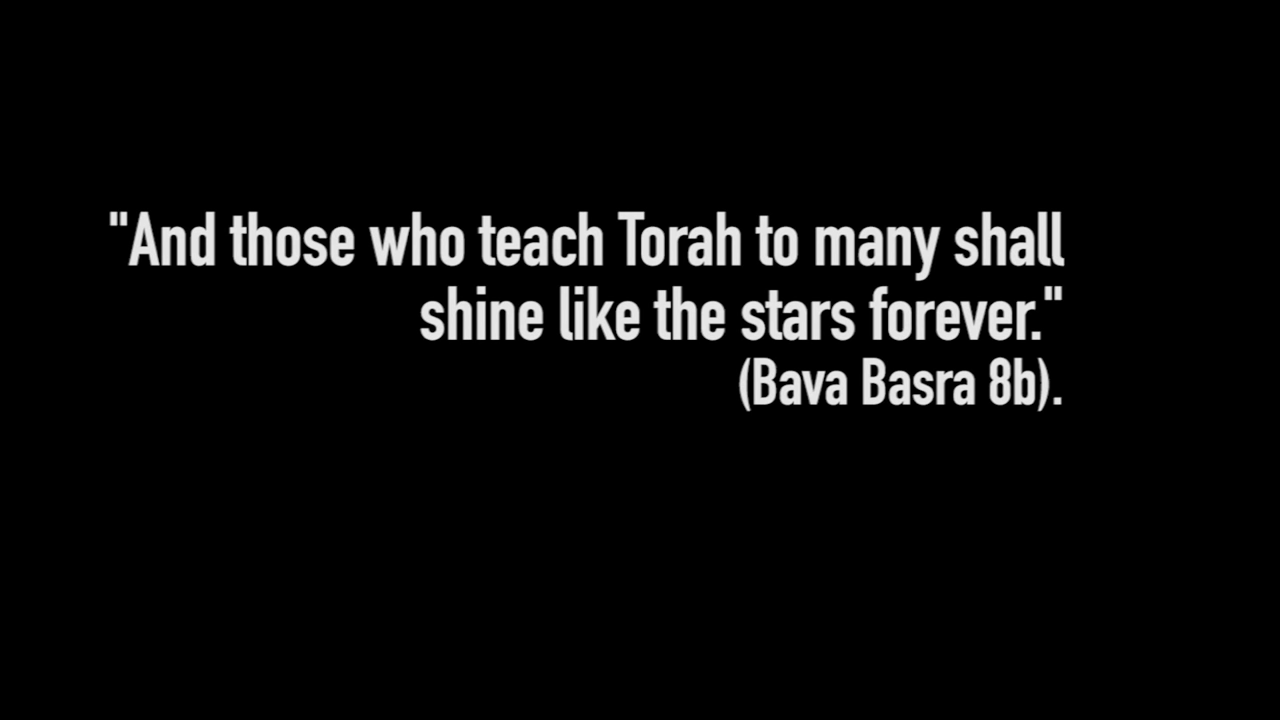 "And those who teach Torah to many shall
shine like the stars forever."
(Bava Basra 8b).